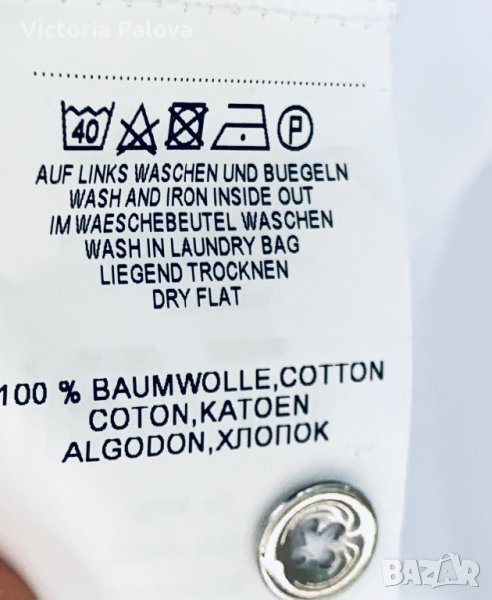 Victoria Palova
40
P
AUF LINKS WASCHEN UND BUEGELN
WASH AND IRON INSIDE OUT
IM WAESCHEBEUTEL WASCHEN
WASH IN LAUNDRY BAG
LIEGEND TROCKNEN
DRY FLAT
100 % BAUMWOLLE,COTTON
COTON,KATOEN
ALGODON,ХЛОПОК
BAZAR